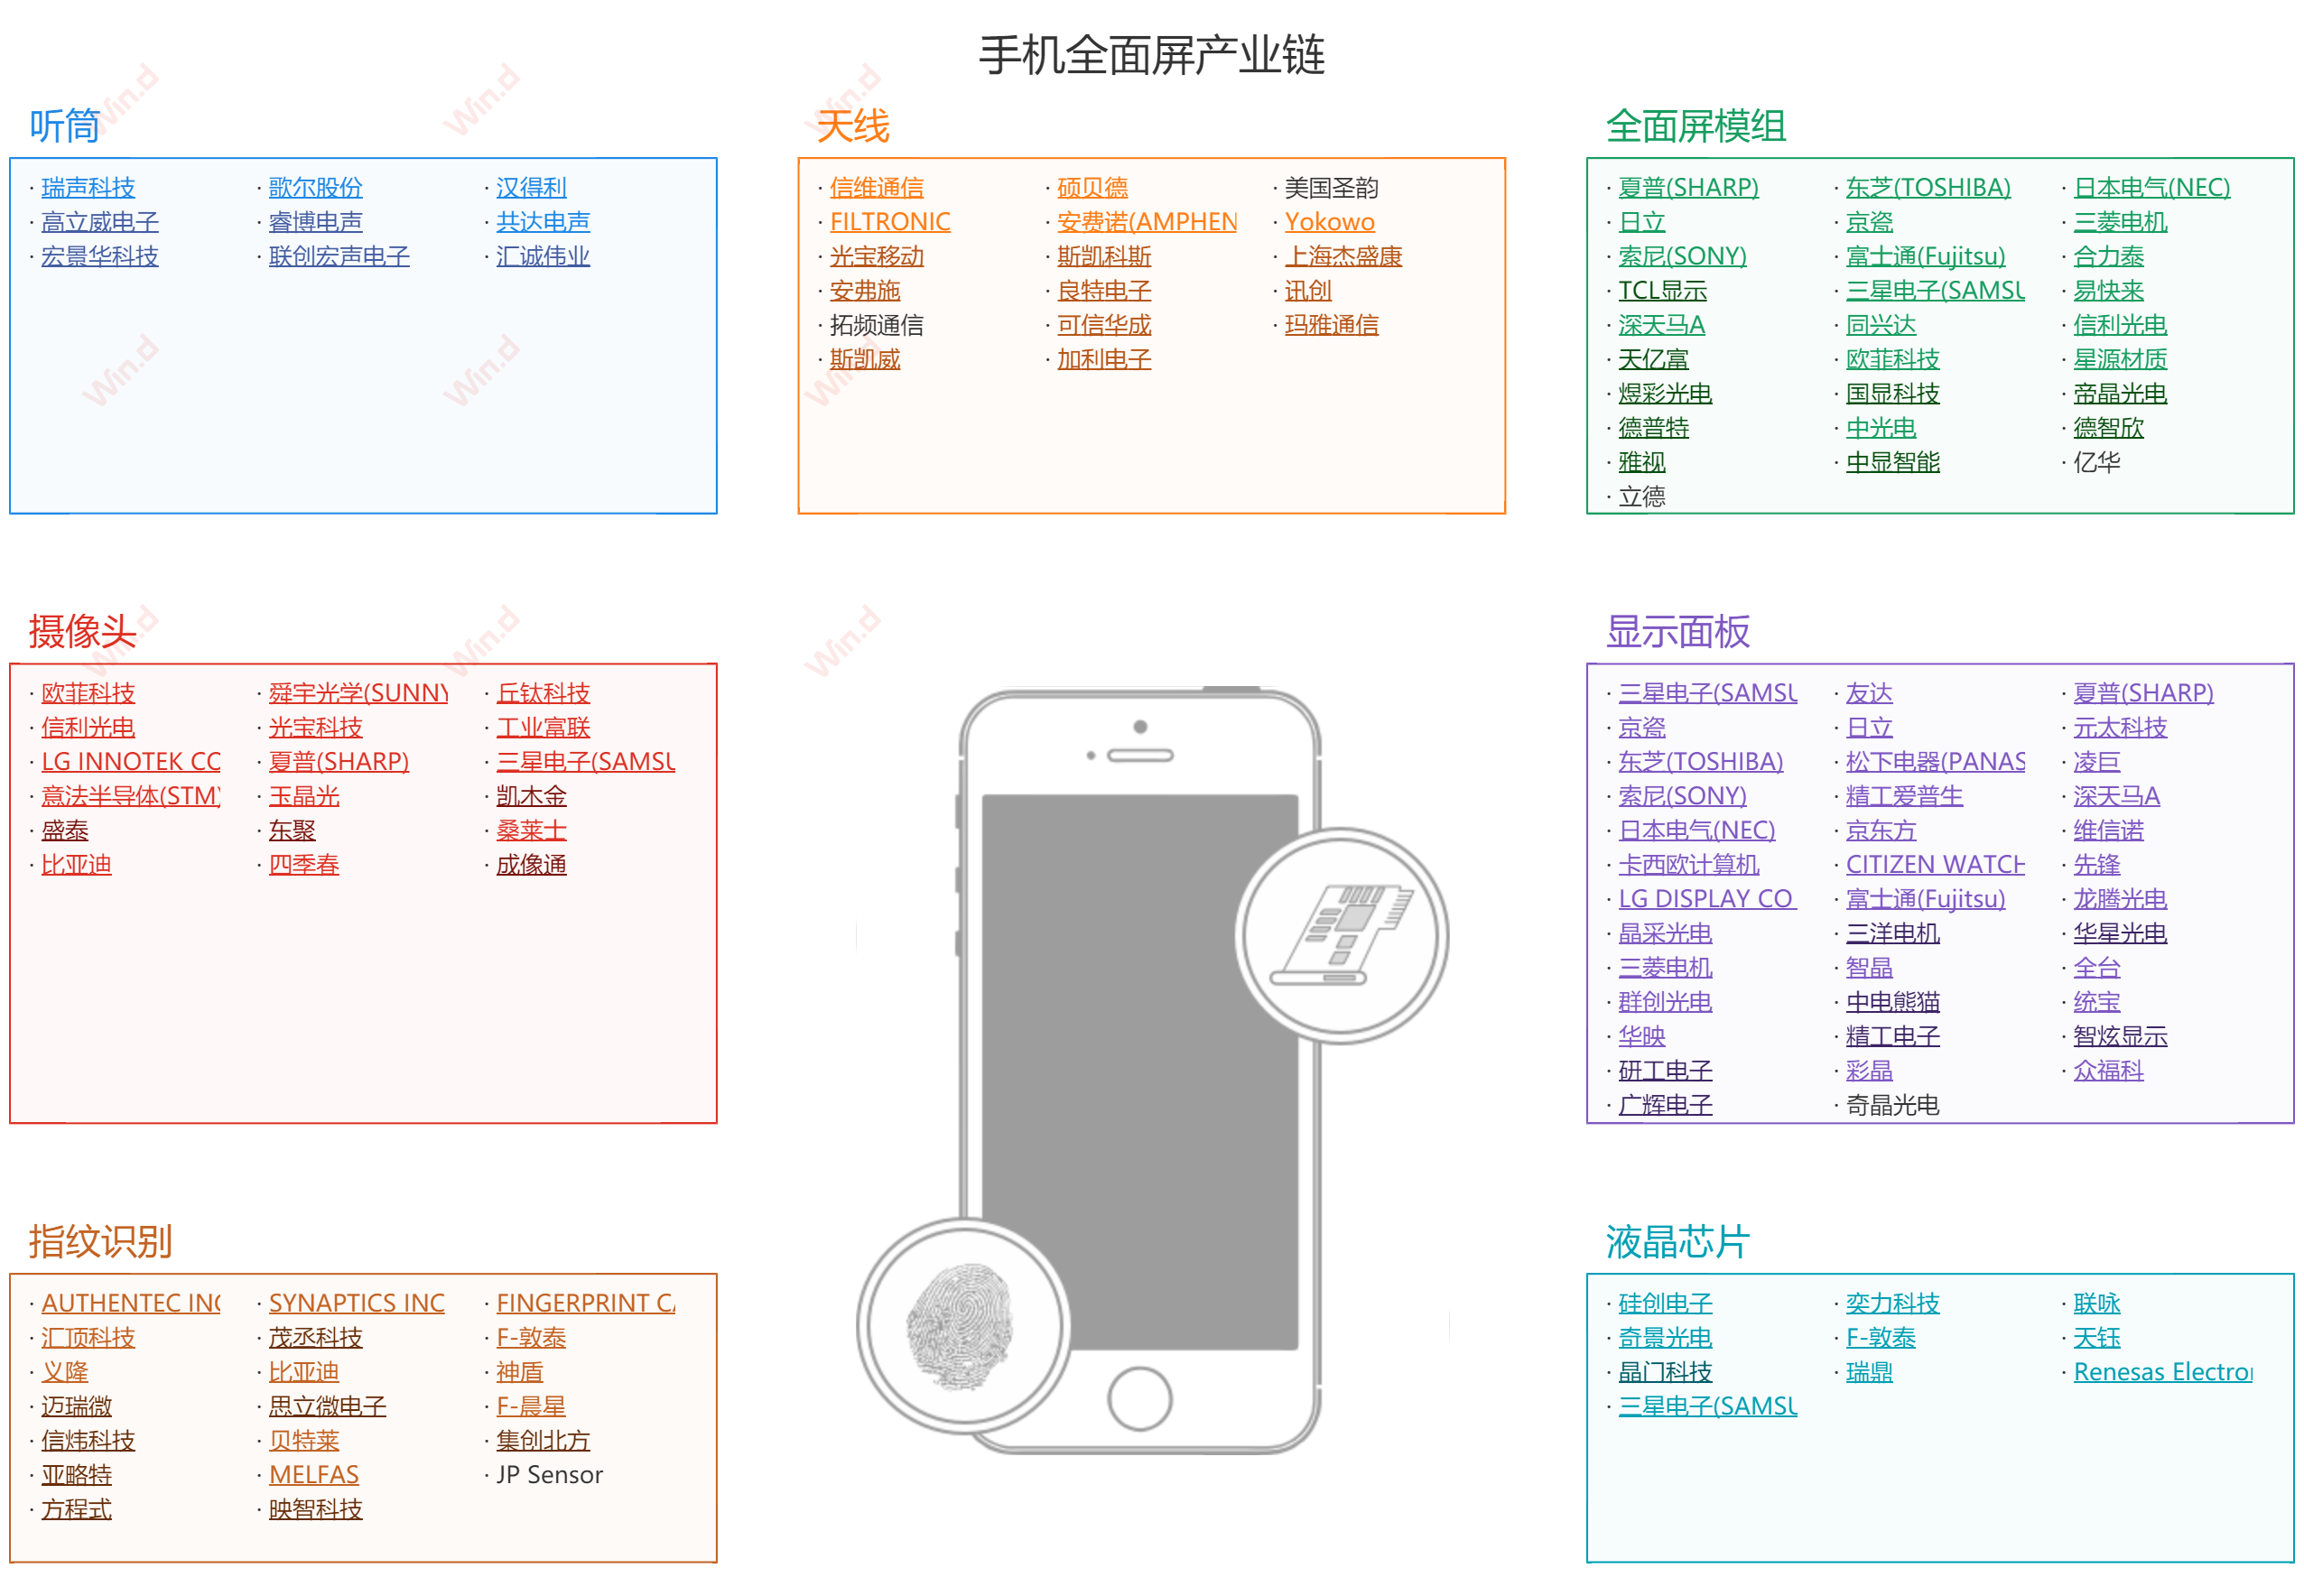 手机全面屏产业链
听筒
· 瑞声科技 · 歌尔股份 · 汉得利
· 高立威电子 · 睿博电声 · 共达电声
· 宏景华科技 · 联创宏声电子 · 汇诚伟业
天线
· 信维通信 · 硕贝德 · 美国圣韵
· FILTRONIC · 安费诺(AMPHEN · Yokowo
· 光宝移动 · 斯凯科斯 · 上海杰盛康
· 安弗施 · 良特电子 · 讯创
· 拓频通信 · 可信华成 · 玛雅通信
· 斯凯威 · 加利电子
全面屏模组
· 夏普(SHARP) · 东芝(TOSHIBA) · 日本电气(NEC)
· 日立 · 京瓷 · 三菱电机
· 索尼(SONY) · 富士通(Fujitsu) · 合力泰
· TCL显示 · 三星电子(SAMSU · 易快来
· 深天马A · 同兴达 · 信利光电
· 天亿富 · 欧菲科技 · 星源材质
· 煜彩光电 · 国显科技 · 帝晶光电
· 德普特 · 中光电 · 德智欣
· 雅视 · 中显智能 · 亿华
· 立德
摄像头
· 欧菲科技 · 舜宇光学(SUNNY · 丘钛科技
· 信利光电 · 光宝科技 · 工业富联
· LG INNOTEK CO · 夏普(SHARP) · 三星电子(SAMSU
· 意法半导体(STM) · 玉晶光 · 凯木金
· 盛泰 · 东聚 · 桑莱士
· 比亚迪 · 四季春 · 成像通
显示面板
· 三星电子(SAMSU · 友达 · 夏普(SHARP)
· 京瓷 · 日立 · 元太科技
· 东芝(TOSHIBA) · 松下电器(PANAS · 凌巨
· 索尼(SONY) · 精工爱普生 · 深天马A
· 日本电气(NEC) · 京东方 · 维信诺
· 卡西欧计算机 · CITIZEN WATCH · 先锋
· LG DISPLAY CO · 富士通(Fujitsu) · 龙腾光电
· 晶采光电 · 三洋电机 · 华星光电
· 三菱电机 · 智晶 · 全台
· 群创光电 · 中电熊猫 · 统宝
· 华映 · 精工电子 · 智炫显示
· 研工电子 · 彩晶 · 众福科
· 广辉电子 · 奇晶光电
指纹识别
· AUTHENTEC INC · SYNAPTICS INC · FINGERPRINT CA
· 汇顶科技 · 茂丞科技 · F-敦泰
· 义隆 · 比亚迪 · 神盾
· 迈瑞微 · 思立微电子 · F-晨星
· 信炜科技 · 贝特莱 · 集创北方
· 亚略特 · MELFAS · JP Sensor
· 方程式 · 映智科技
液晶芯片
· 硅创电子 · 奕力科技 · 联咏
· 奇景光电 · F-敦泰 · 天钰
· 晶门科技 · 瑞鼎 · Renesas Electron
· 三星电子(SAMSU
Win.d
Win.d
Win.d
Win.d
Win.d
Win.d
Win.d
Win.d
Win.d